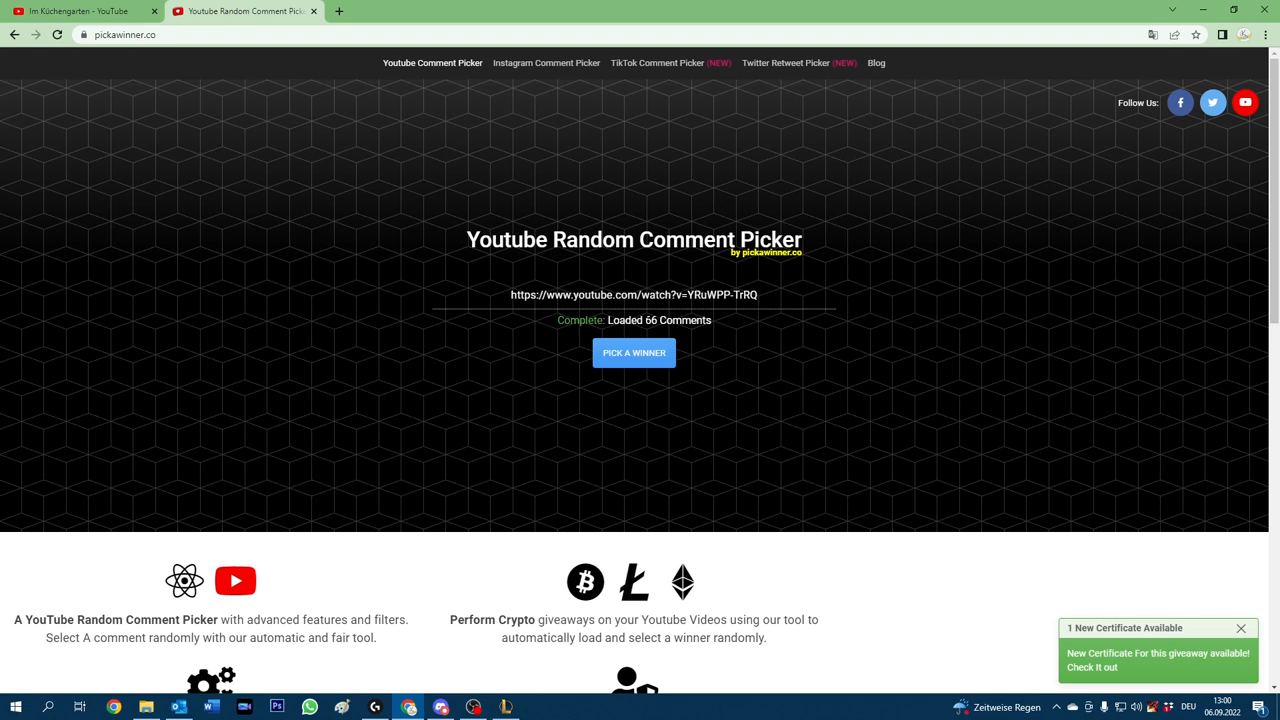 Im Küchengarten - YouTube
Youtube Random Comment Picke
pickawinner.co
Youtube Comment Picker
Instagram Comment Picker
TikTok Comment Picker (NEW)
Twitter Retweet Picker (NEW)
Blog
Follow Us:
Youtube Random Comment Picker
by pickawinner.co
https://www.youtube.com/watch?v=YRuWPP-TrRQ
Complete: Loaded 66 Comments
PICK A WINNER
A YouTube Random Comment Picker with advanced features and filters.
Select A comment randomly with our automatic and fair tool.
Perform Crypto giveaways on your Youtube Videos using our tool to
automatically load and select a winner randomly.
1 New Certificate Available
New Certificate For this giveaway available!
Check It out
Zeitweise Regen
DEU
13:00
06.09.2022
1